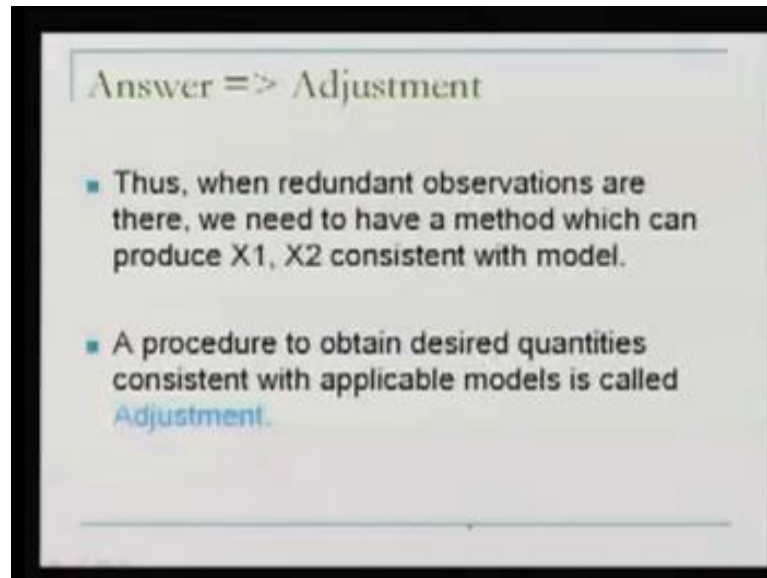 Answer => Adjustment
Thus, when redundant observations are
there, we need to have a method which can
produce X1, X2 consistent with model.
A procedure to obtain desired quantities
consistent with applicable models is called
Adjustment.